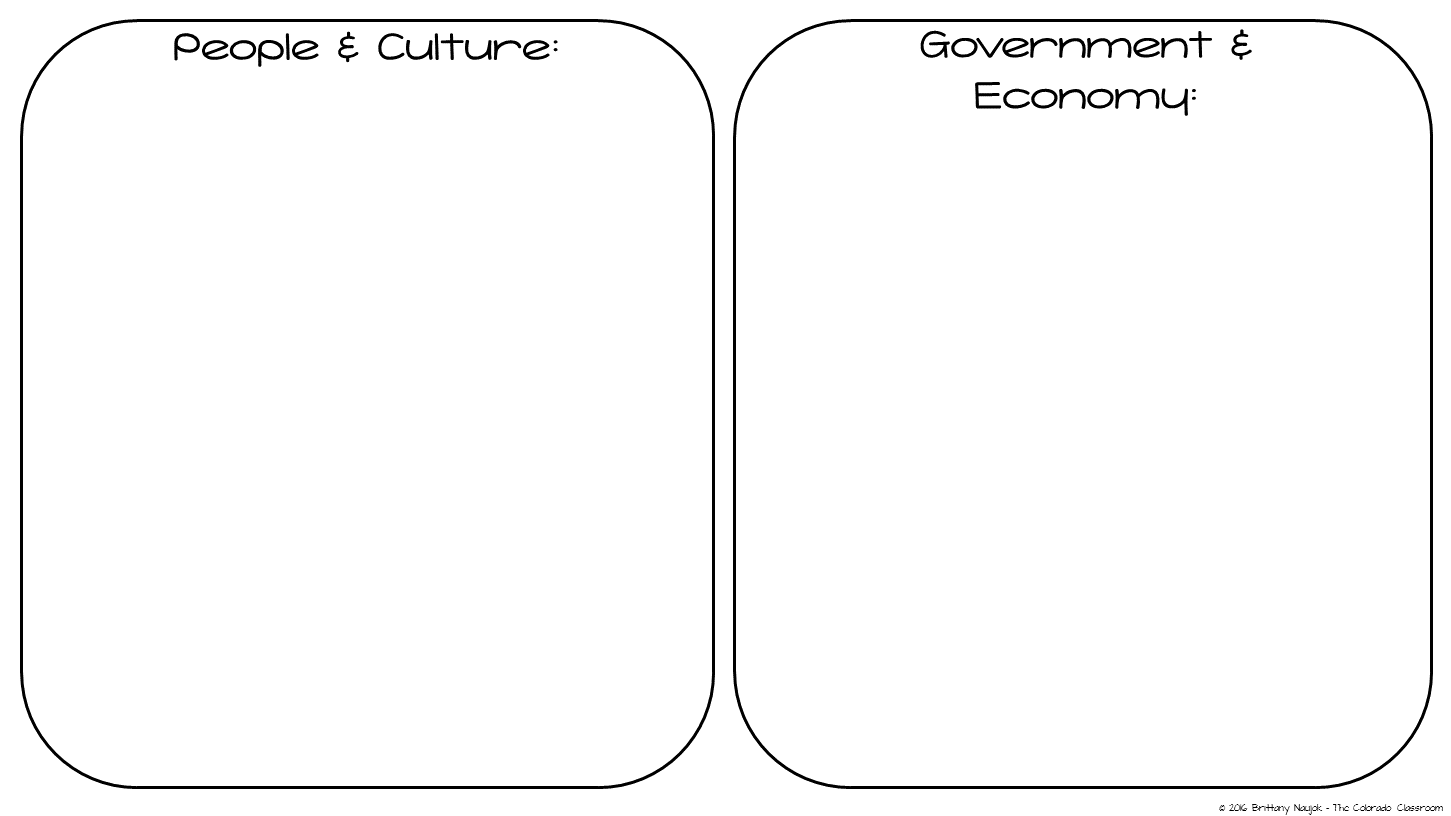 People & Culture:
Government &
Economy:
© 2016 Brittany Naujok - The Colorado Classroom